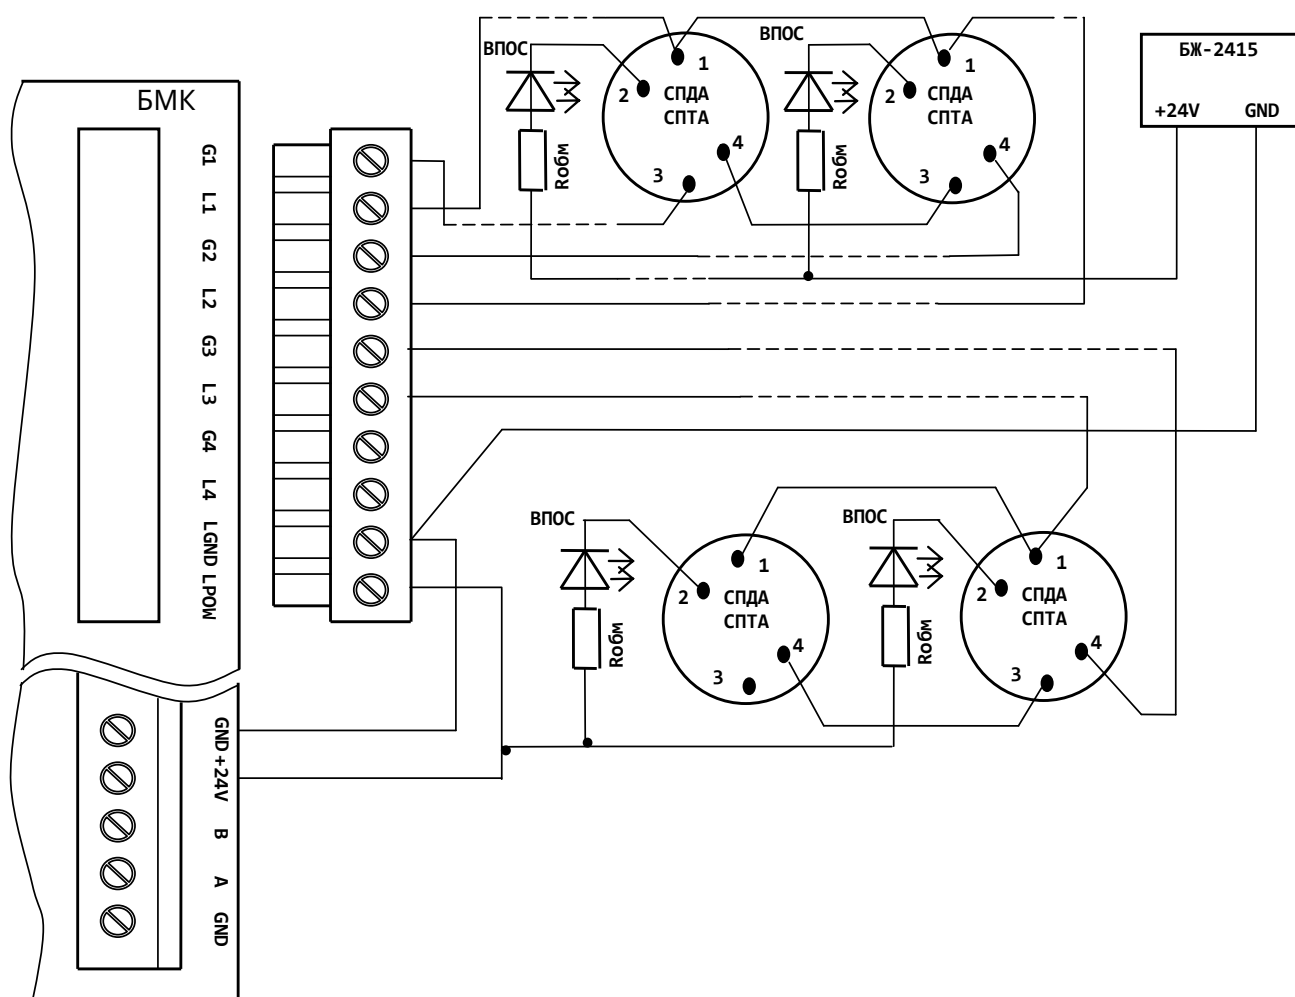 БМК
G1
L1
G2
L2
G3
L3
G4
L4
LGND
LPOW
GND
+24V
B
A
GND
ВПОС
Rобм
1
2
СПДА
СПТА
4
3
ВПОС
Rобм
1
2
СПДА
СПТА
4
3
БЖ-2415
+24V GND
ВПОС
Rобм
1
2
СПДА
СПТА
4
3
ВПОС
Rобм
1
2
СПДА
СПТА
4
3